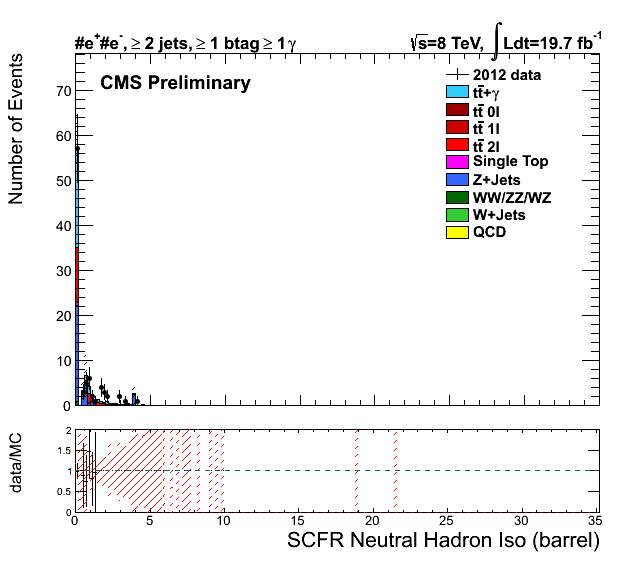 #e⁺#e⁻, ≥ 2 jets, ≥ 1 btag ≥ 1 γ
√s=8 TeV, ∫Ldt=19.7 fb⁻¹
CMS Preliminary
2012 data
tt̄+γ
tt̄ 0l
tt̄ 1l
tt̄ 2l
Single Top
Z+Jets
WW/ZZ/WZ
W+Jets
QCD
Number of Events
70
60
50
40
30
20
10
0
data/MC
2
1.5
1
0.5
0
0 5 10 15 20 25 30 35
SCFR Neutral Hadron Iso (barrel)